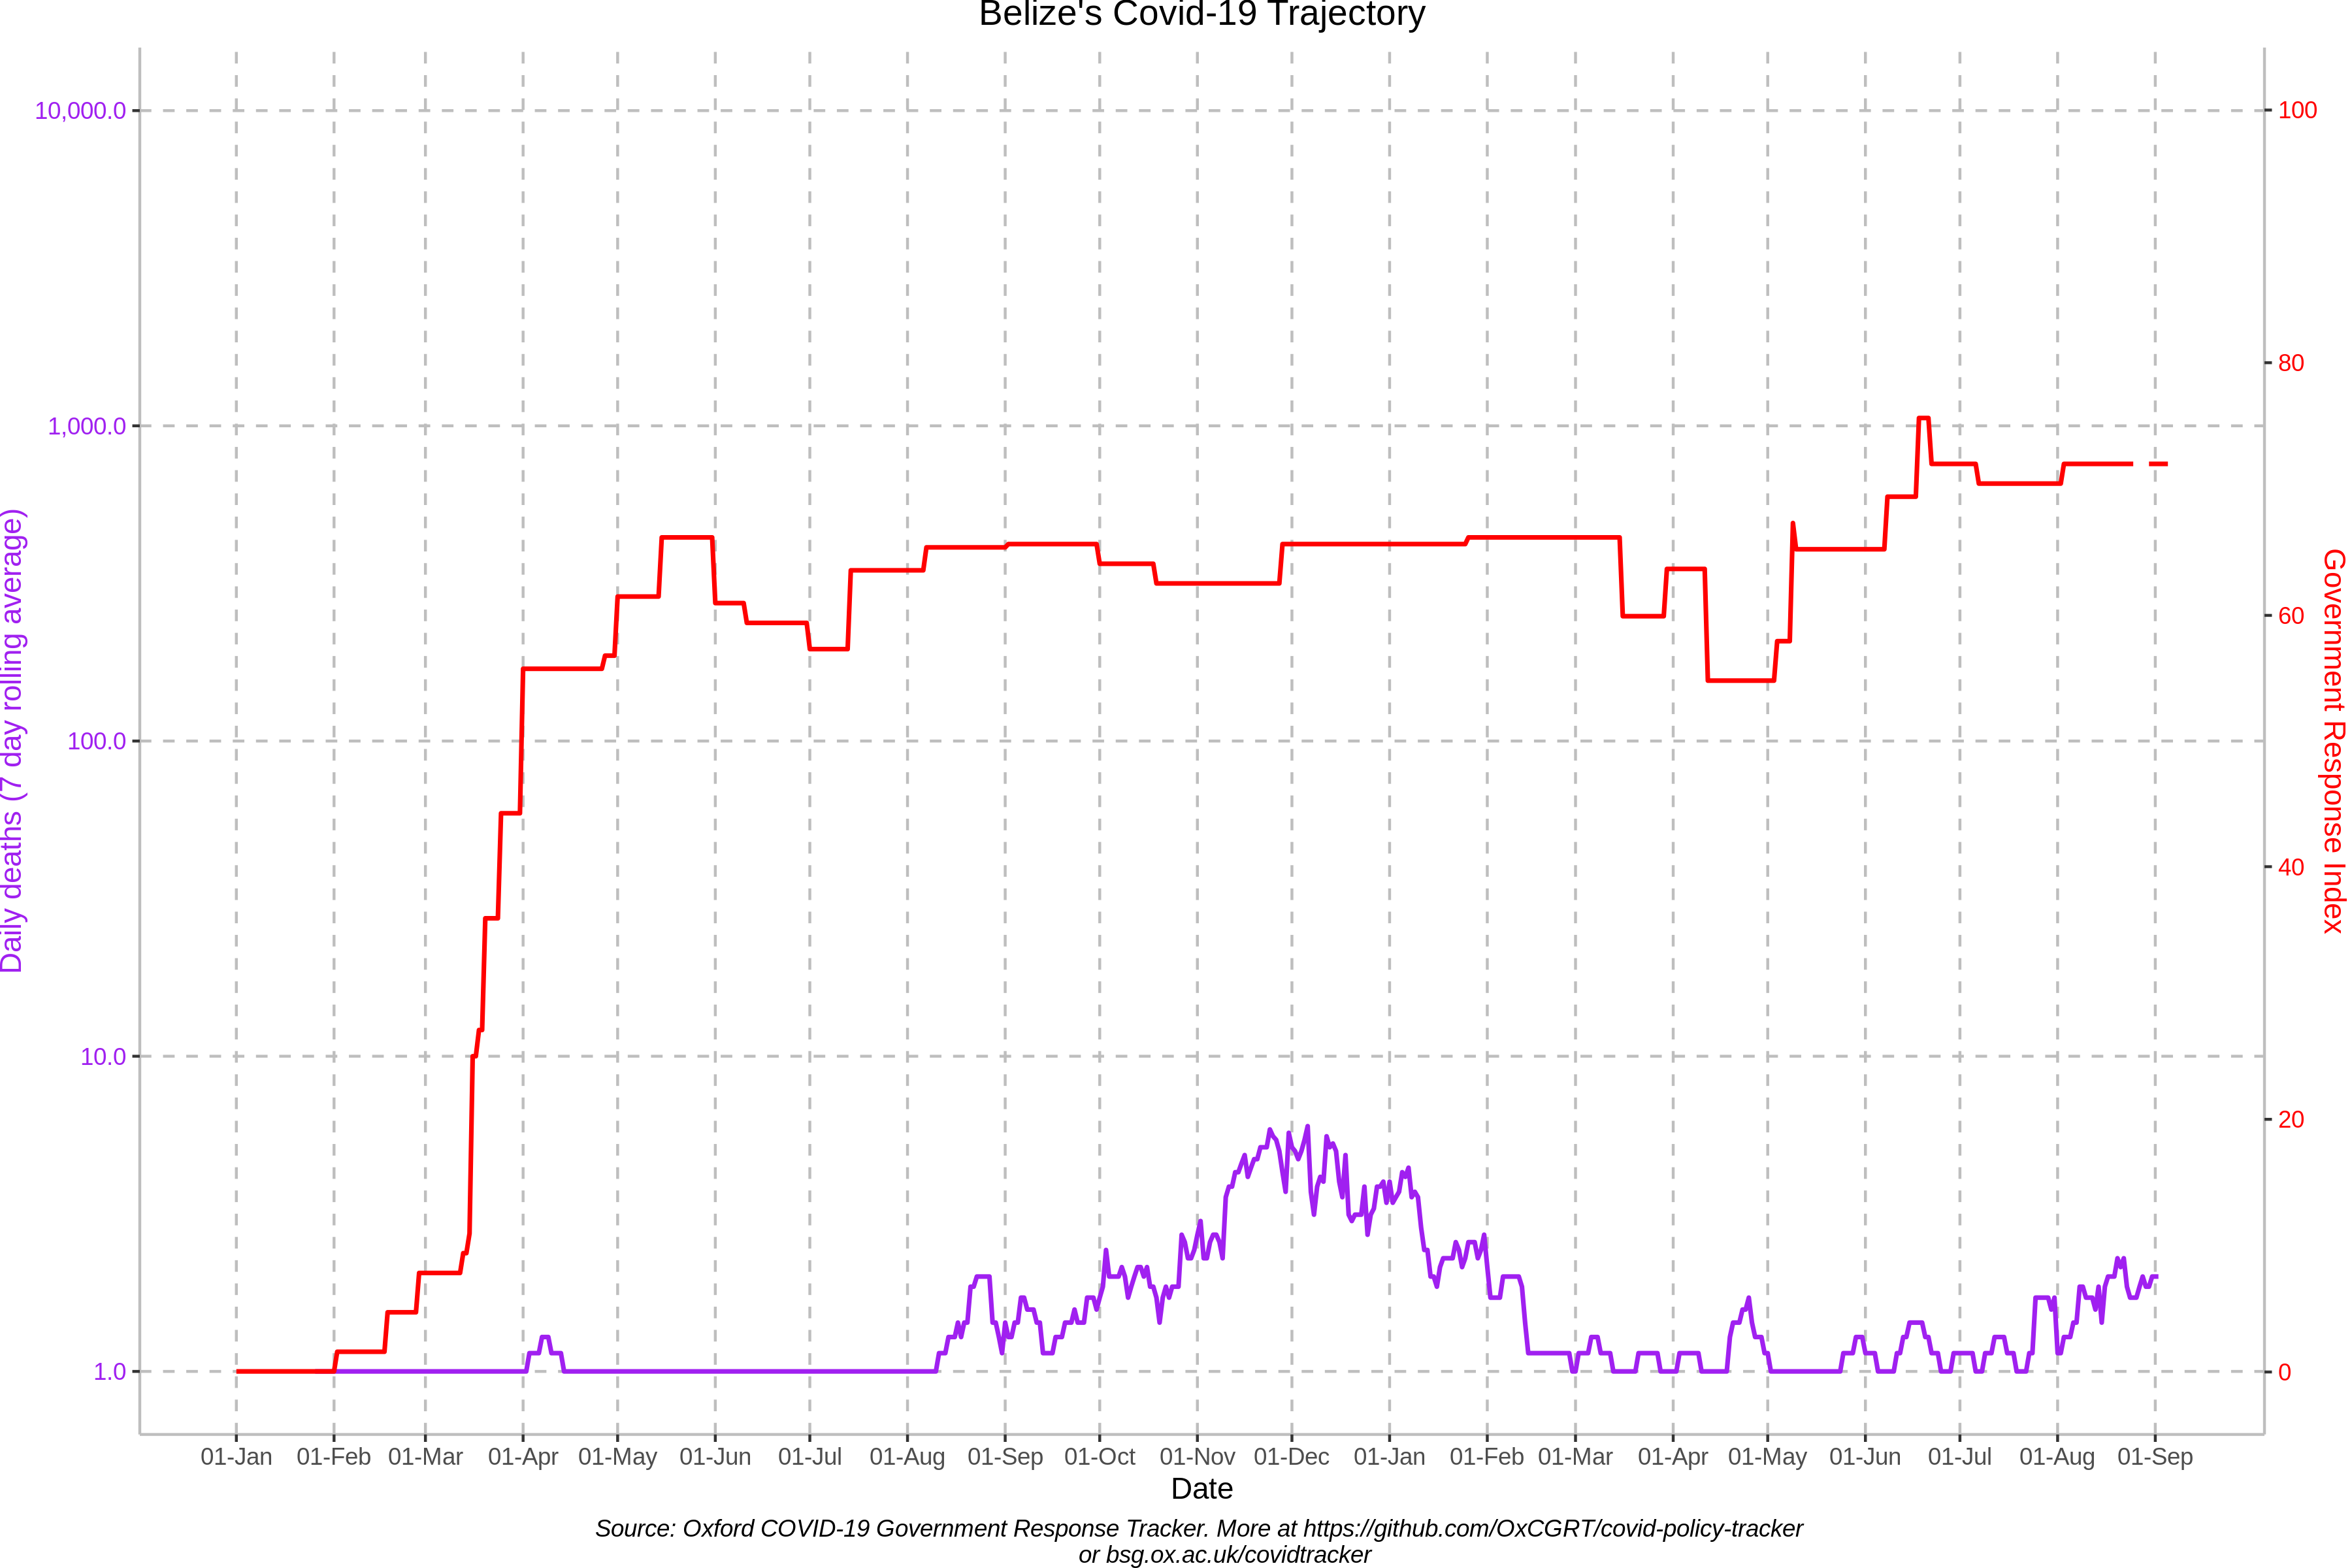 Belize's Covid-19 Trajectory
10,000.0
1,000.0
100.0
10.0
1.0
Daily deaths (7 day rolling average)
100
80
60
40
20
0
Government Response Index
01-Jan 01-Feb 01-Mar 01-Apr 01-May 01-Jun 01-Jul 01-Aug 01-Sep 01-Oct 01-Nov 01-Dec 01-Jan 01-Feb 01-Mar 01-Apr 01-May 01-Jun 01-Jul 01-Aug 01-Sep
Date
Source: Oxford COVID-19 Government Response Tracker. More at https://github.com/OxCGRT/covid-policy-tracker
or bsg.ox.ac.uk/covidtracker